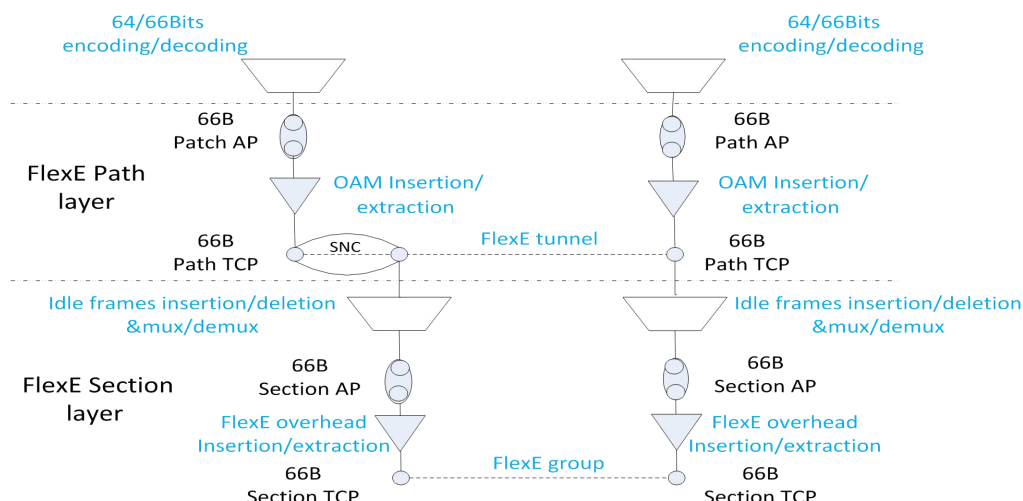 64/66Bits
encoding/decoding
64/66Bits
encoding/decoding
66B
Patch AP
66B
Path AP
FlexE Path
layer
OAM Insertion/
extraction
OAM Insertion/
extraction
66B
Path TCP
SNC
FlexE tunnel
66B
Path TCP
Idle frames insertion/deletion
&mux/demux
Idle frames insertion/deletion
&mux/demux
66B
Section AP
66B
Section AP
FlexE Section
layer
FlexE overhead
Insertion/extraction
FlexE overhead
Insertion/extraction
66B
Section TCP
FlexE group
66B
Section TCP